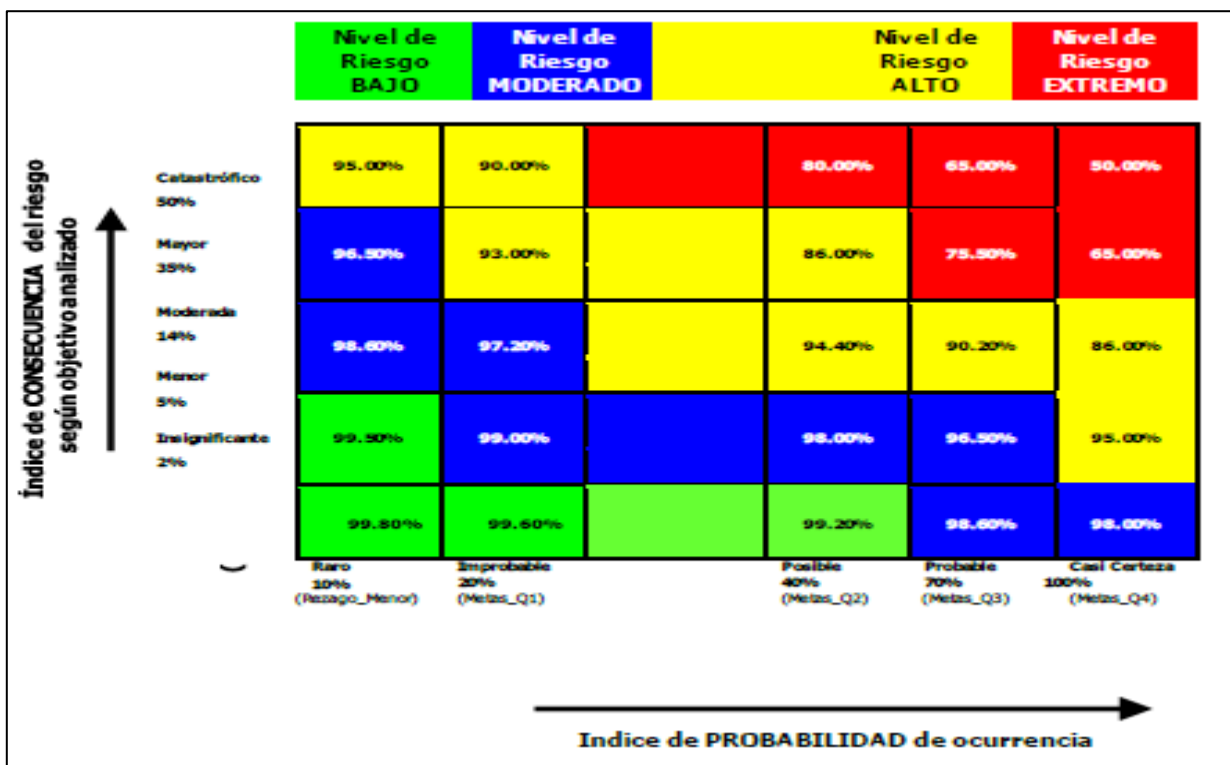 Nivel de Riesgo BAJO
Nivel de Riesgo MODERADO
Nivel de Riesgo ALTO
Nivel de Riesgo EXTREMO
Índice de CONSECUENCIA del riesgo
según objetivo analizado
Catastrófico
50%
95.00% 90.00% 80.00% 65.00% 50.00%
Mayor
35%
96.50% 93.00% 86.00% 75.50% 65.00%
Moderada
14%
98.60% 97.20% 94.40% 90.20% 86.00%
Menor
5%
99.50% 99.00% 98.00% 96.50% 95.00%
Insignificante
2%
99.80% 99.60% 99.20% 98.60% 98.00%
)
Raro Improbable Posible Probable Casi Certeza
10% 20% 40% 70% 100%
(Rezago_Menor) (Metas_Q1) (Metas_Q2) (Metas_Q3) (Metas_Q4)
Indice de PROBABILIDAD de ocurrencia